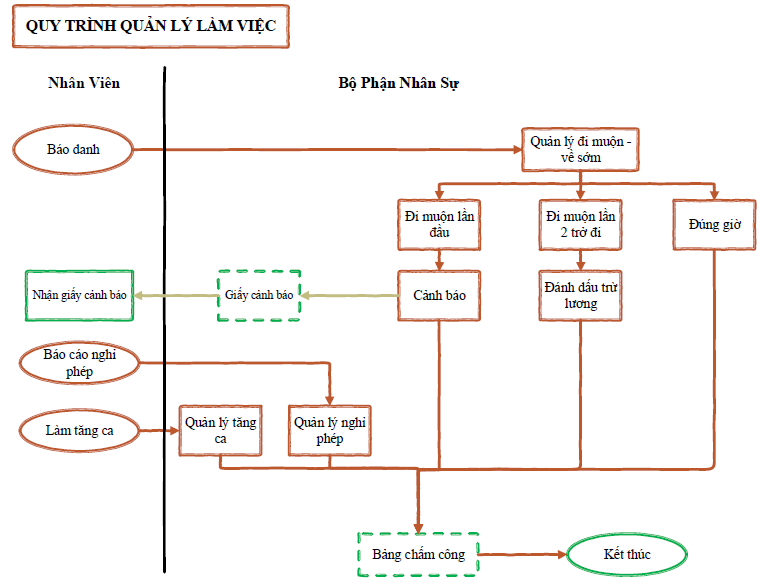 QUY TRÌNH QUẢN LÝ LÀM VIỆC
Nhân Viên
Bộ Phận Nhân Sự
Báo danh
Quản lý đi muộn -
về sớm
Đi muộn lần
đầu
Đi muộn lần
2 trở đi
Đúng giờ
Nhận giấy cảnh báo
Giấy cảnh báo
Cảnh báo
Đánh dấu trừ
lương
Báo cáo nghỉ
phép
Làm tăng ca
Quản lý tăng
ca
Quản lý nghỉ
phép
Bảng chấm công
Kết thúc